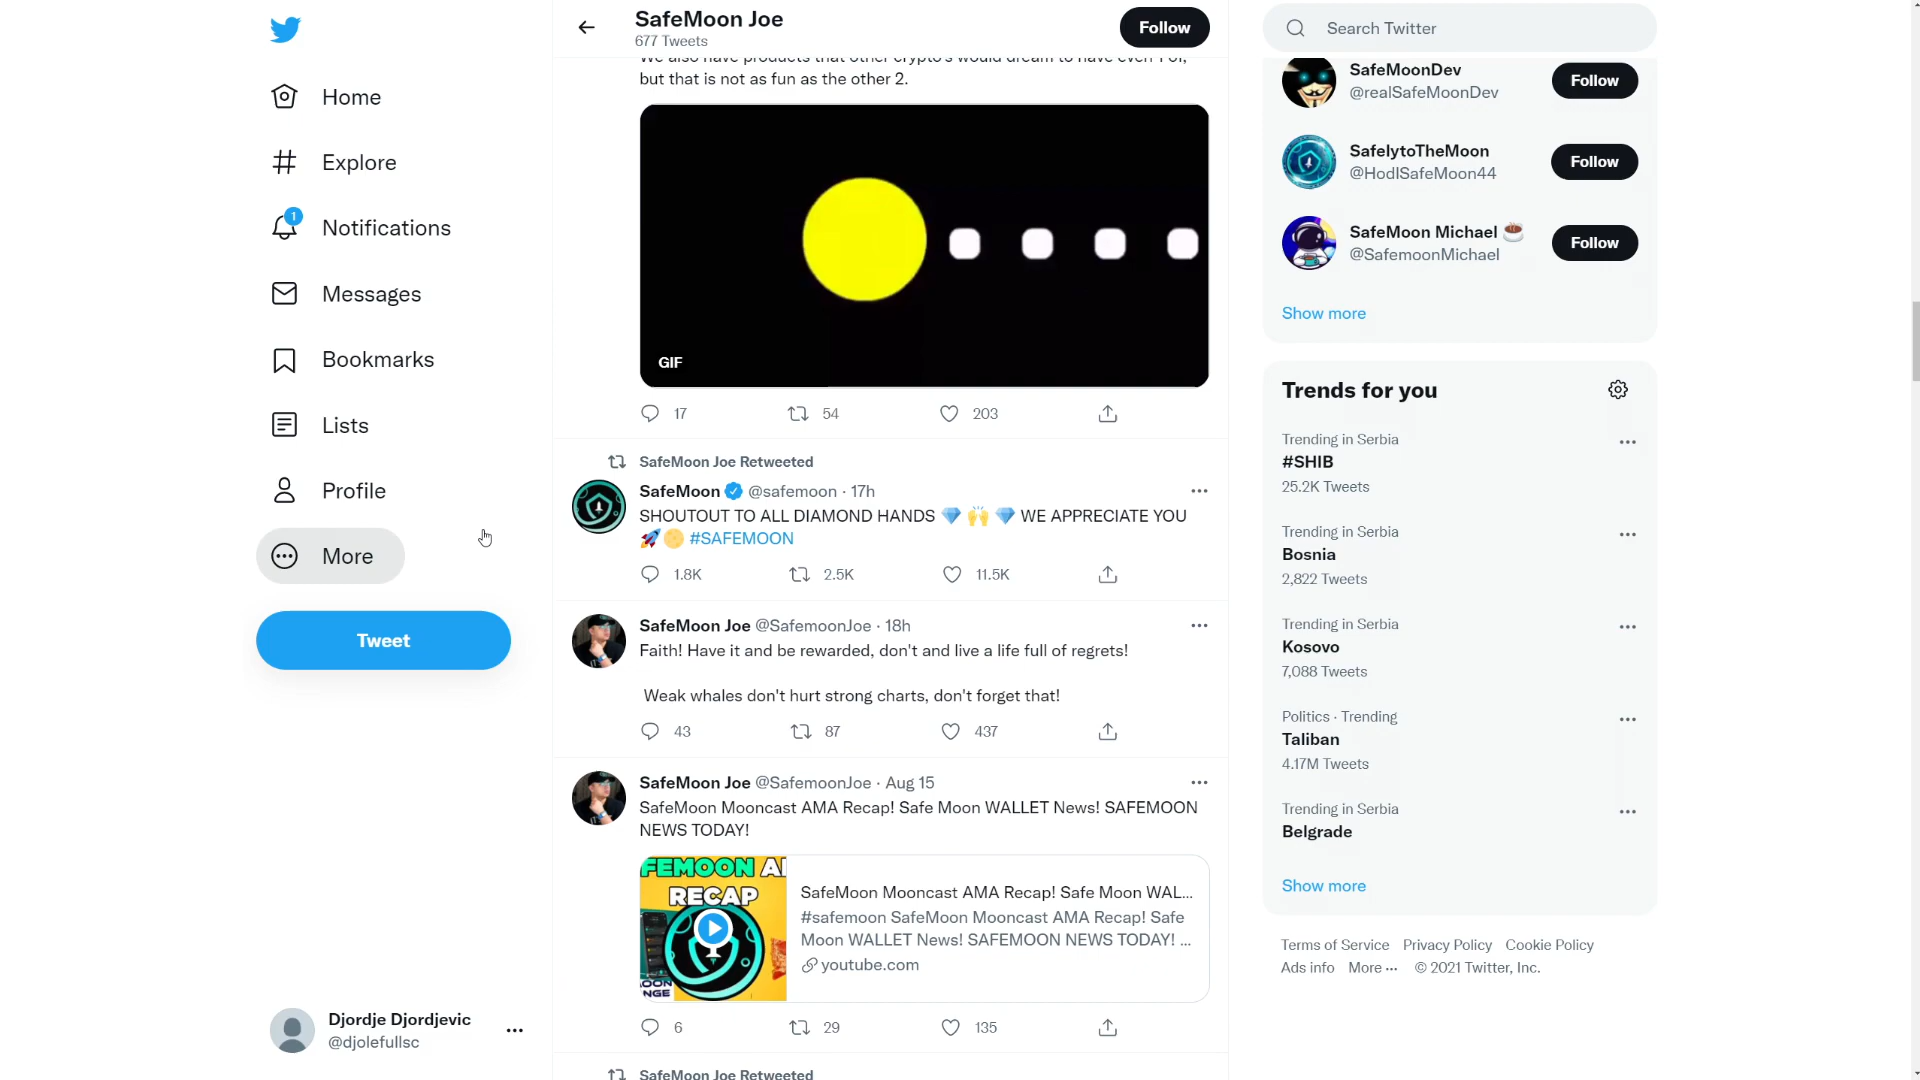 Home
Explore
1
Notifications
Messages
Bookmarks
Lists
Profile
More
Tweet
Djordje Djordjevic
@djolefullsc
SafeMoon Joe
677 Tweets
Follow
We also have products that other crypto's would dream to have even 1 of,
but that is not as fun as the other 2.
GIF
17 54 203
SafeMoon Joe Retweeted
SafeMoon @safemoon · 17h
SHOUTOUT TO ALL DIAMOND HANDS 💎 🙌 💎 WE APPRECIATE YOU
🚀🌕 #SAFEMOON
1.8K 2.5K 11.5K
SafeMoon Joe @SafemoonJoe · 18h
Faith! Have it and be rewarded, don't and live a life full of regrets!
Weak whales don't hurt strong charts, don't forget that!
43 87 437
SafeMoon Joe @SafemoonJoe · Aug 15
SafeMoon Mooncast AMA Recap! Safe Moon WALLET News! SAFEMOON
NEWS TODAY!
FEMOON AI
RECAP
OON
NGE
SafeMoon Mooncast AMA Recap! Safe Moon WAL...
#safemoon SafeMoon Mooncast AMA Recap! Safe
Moon WALLET News! SAFEMOON NEWS TODAY! ...
youtube.com
6 29 135
SafeMoon Joe Retweeted
Search Twitter
SafeMoonDev
@realSafeMoonDev
Follow
SafelytoTheMoon
@HodlSafeMoon44
Follow
SafeMoon Michael ☕
@SafemoonMichael
Follow
Show more
Trends for you
Trending in Serbia
#SHIB
25.2K Tweets
Trending in Serbia
Bosnia
2,822 Tweets
Trending in Serbia
Kosovo
7,088 Tweets
Politics · Trending
Taliban
4.17M Tweets
Trending in Serbia
Belgrade
Show more
Terms of Service Privacy Policy Cookie Policy
Ads info More ··· © 2021 Twitter, Inc.